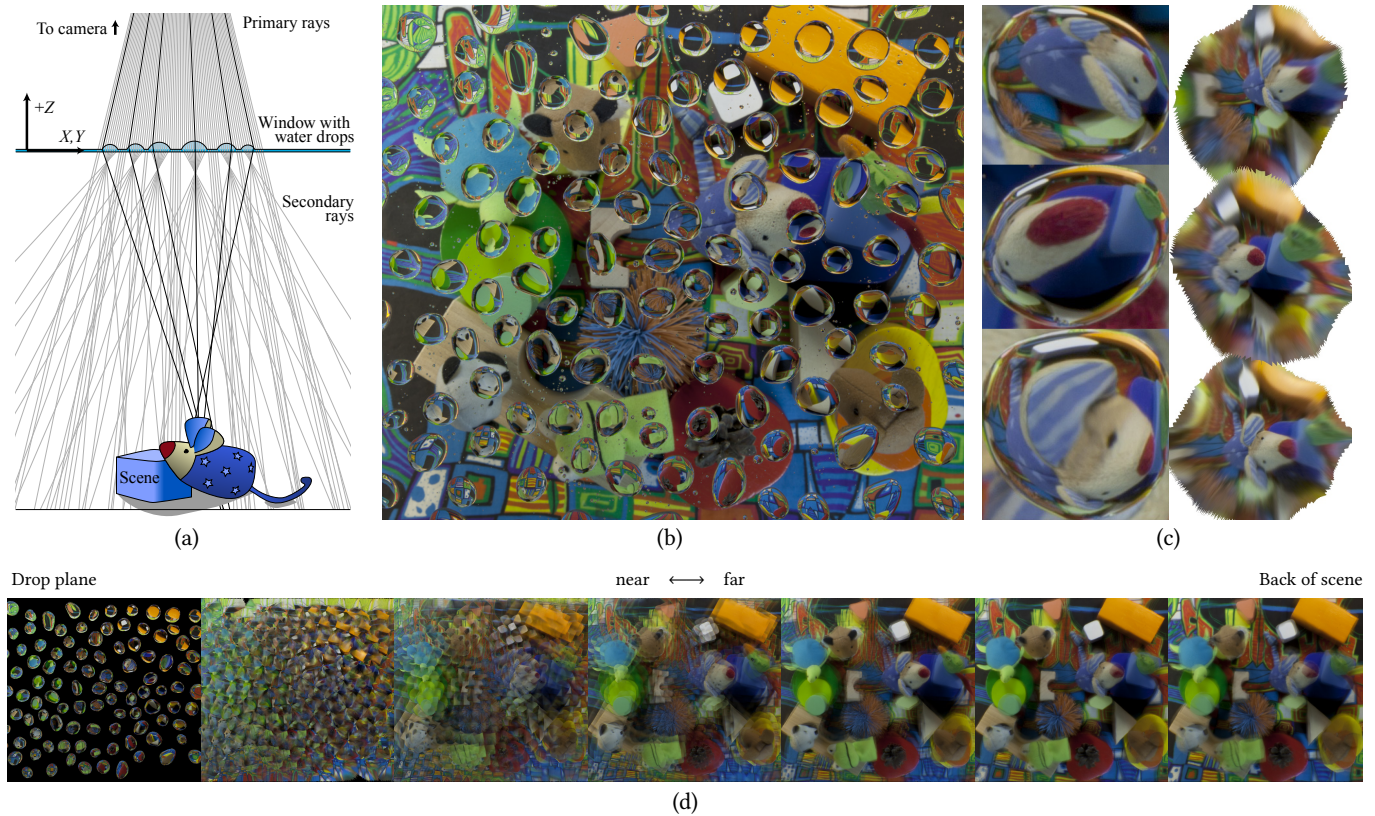 To camera
Primary rays
+Z
X, Y
Window with
water drops
Secondary
rays
Scene
(a)
(b)
(c)
Drop plane
near ⟷ far
Back of scene
(d)